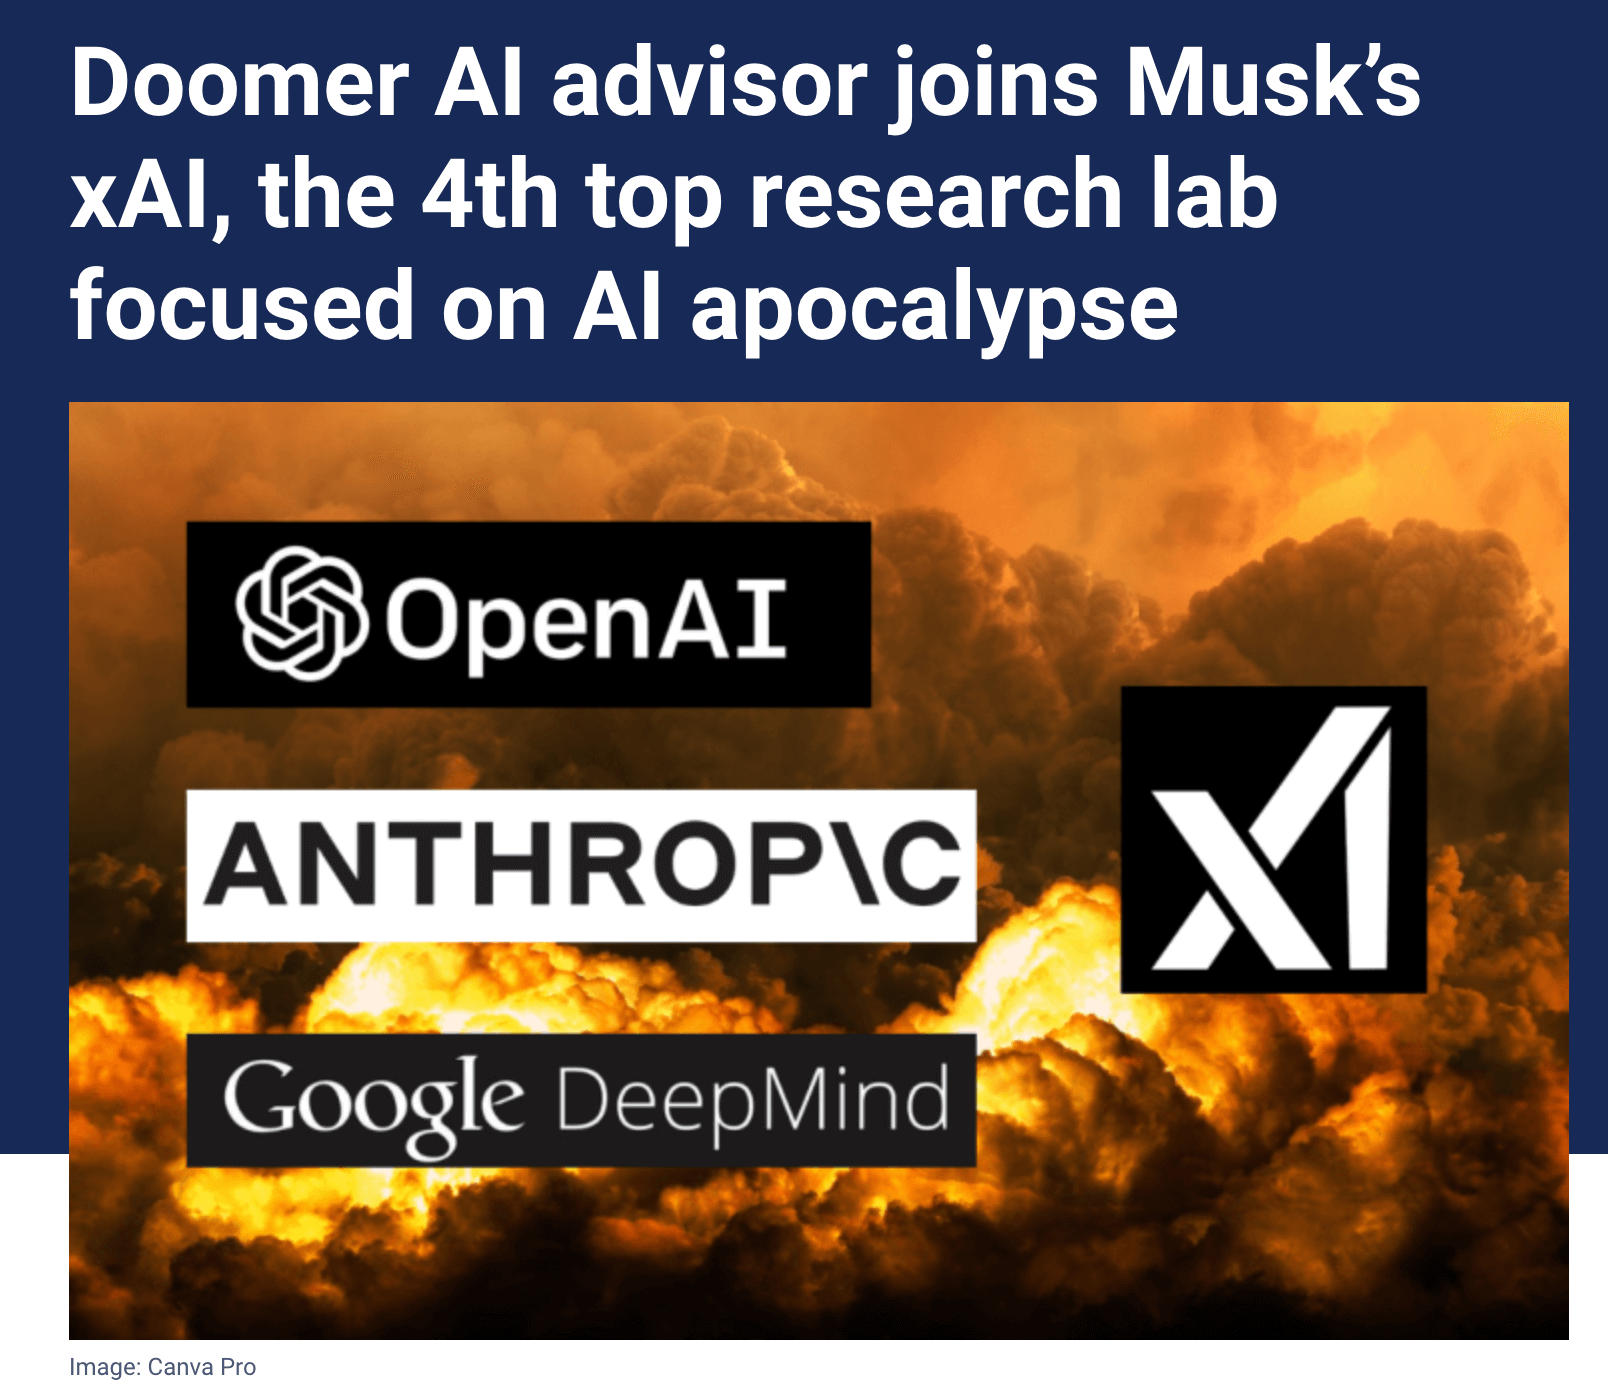 Doomer AI advisor joins Musk’s
xAI, the 4th top research lab
focused on AI apocalypse
OpenAI
ANTHROP\C
xAI
Google DeepMind
Image: Canva Pro